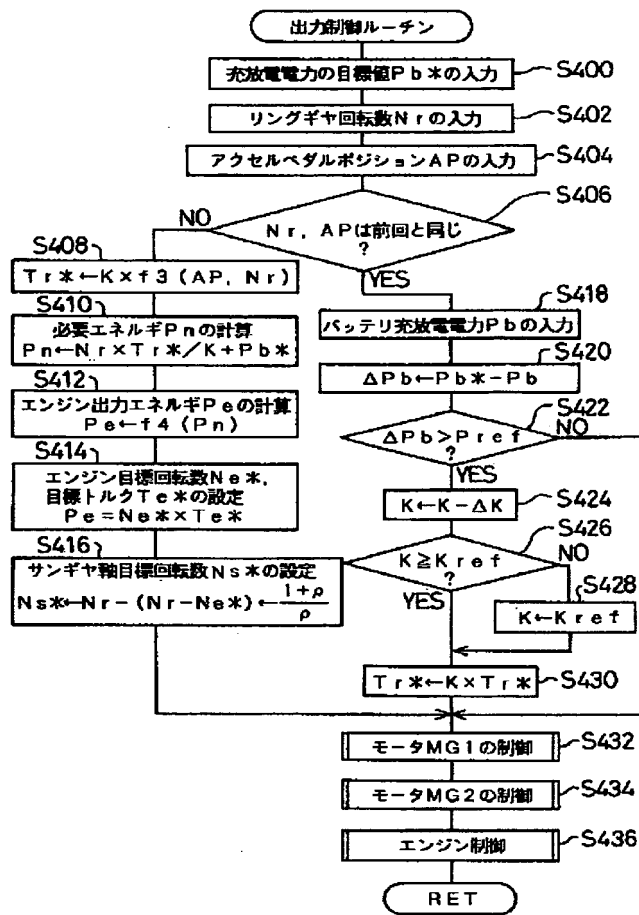 出力制御ルーチン
充放電電力の目標値Pb*の入力
S400
リングギヤ回転数Nrの入力
S402
アクセルペダルポジションAPの入力
S404
S406
Nr, APは前回と同じ
?
NO
YES
S408
Tr*←K×f3(AP, Nr)
S410
必要エネルギPnの計算
Pn←Nr×Tr*/K+Pb*
S412
エンジン出力エネルギPeの計算
Pe←f4(Pn)
S414
エンジン目標回転数Ne*,
目標トルクTe*の設定
Pe=Ne*×Te*
S416
サンギヤ軸目標回転数Ns*の設定
Ns*←Nr-(Nr-Ne*)←1+ρ/ρ
S418
バッテリ充放電電力Pbの入力
S420
ΔPb←Pb*-Pb
S422
ΔPb>Pref
?
NO
YES
S424
K←K-ΔK
S426
K≧Kref
?
NO
YES
S428
K←Kref
Tr*←K×Tr*
S430
モータMG1の制御
S432
モータMG2の制御
S434
エンジン制御
S436
RET